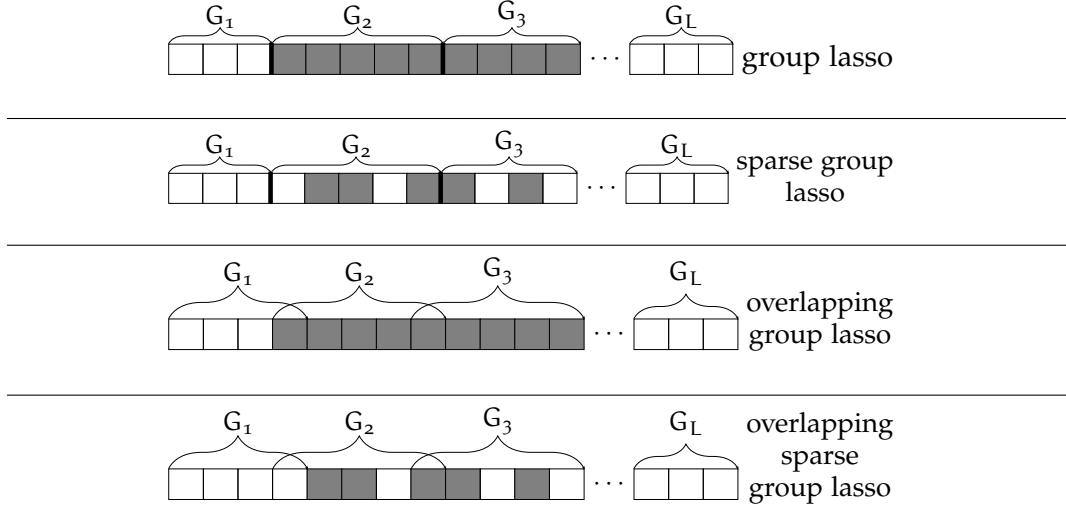 G₁ G₂ G₃ G_L
... group lasso
G₁ G₂ G₃ G_L
sparse group
... lasso
G₁ G₂ G₃ G_L
overlapping
... group lasso
G₁ G₂ G₃ G_L
overlapping
sparse
... group lasso